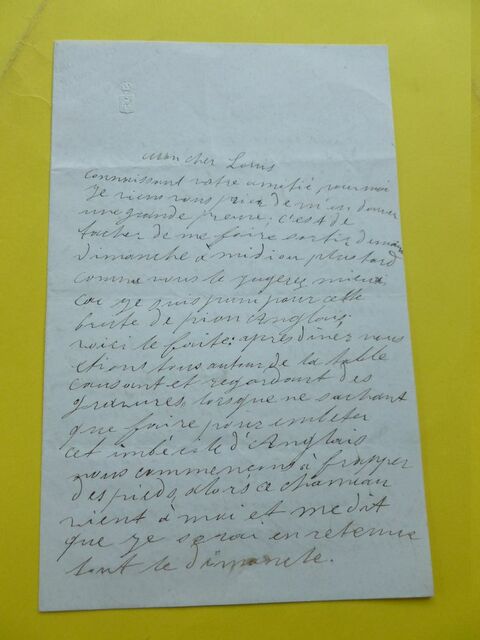 Mon cher Louis
connaissant votre amitié pour moi
je viens vous prier de m'en donner
une grande preuve; c'est de
tacher de me faire sortir demain
dimanche à midi ou plus tard
comme vous le jugerez mieux
car je suis puni pour cette
brute de pion Anglais,
voici le faite: après dîner nous
étions tous autour de la table
causant et regardant des
gravures, lorsque ne sachant
que faire pour embêter
cet imbécile d'Anglais
nous commençons à frapper
des pieds, alors ce chameau
vient à moi et me dit
que je serai en retenue
tout le dimanche.